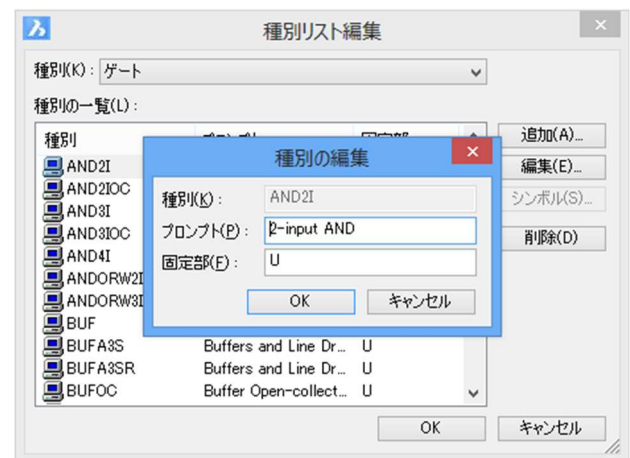 種別リスト編集
種別(K): ゲート
種別の一覧(L):
種別
追加(A)...
AND2I
編集(E)...
AND2IOC
シンボル(S)...
AND3I
AND3IOC
削除(D)
AND4I
ANDORW2I
ANDORW3I
BUF
BUFA3S Buffers and Line Dr... U
BUFA3SR Buffers and Line Dr... U
BUFOC Buffer Open-collect... U
種別の編集
種別(K): AND2I
プロンプト(P): 2-input AND
固定部(F): U
OK キャンセル
OK キャンセル